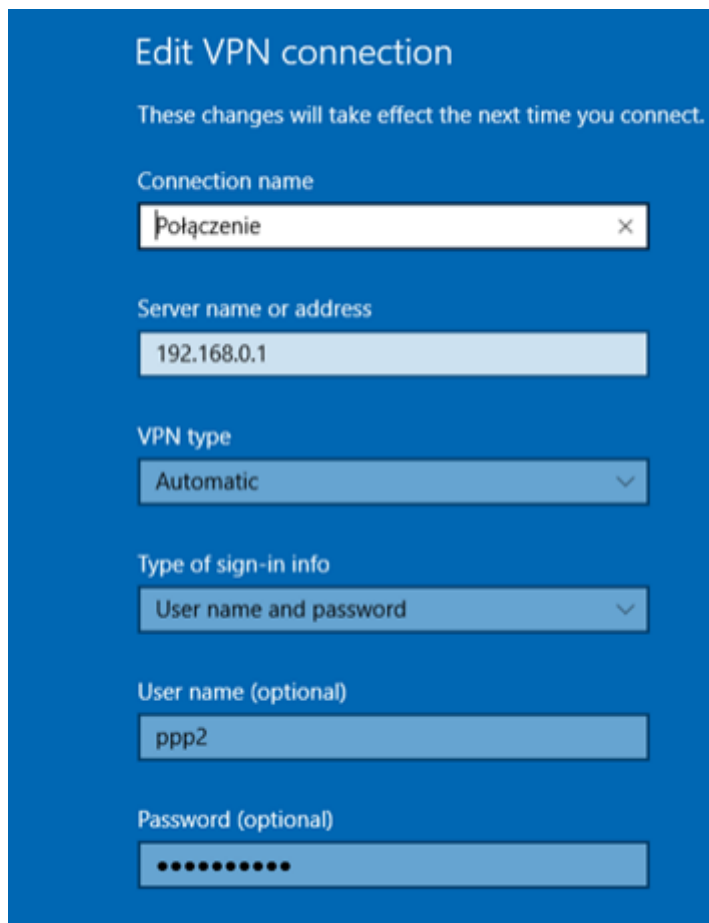 Edit VPN connection
These changes will take effect the next time you connect.
Connection name
Połączenie
Server name or address
192.168.0.1
VPN type
Automatic
Type of sign-in info
User name and password
User name (optional)
ppp2
Password (optional)
●●●●●●●●●●